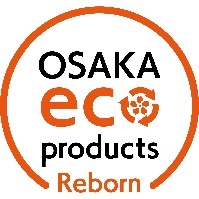 OSAKA
eco
products
Reborn